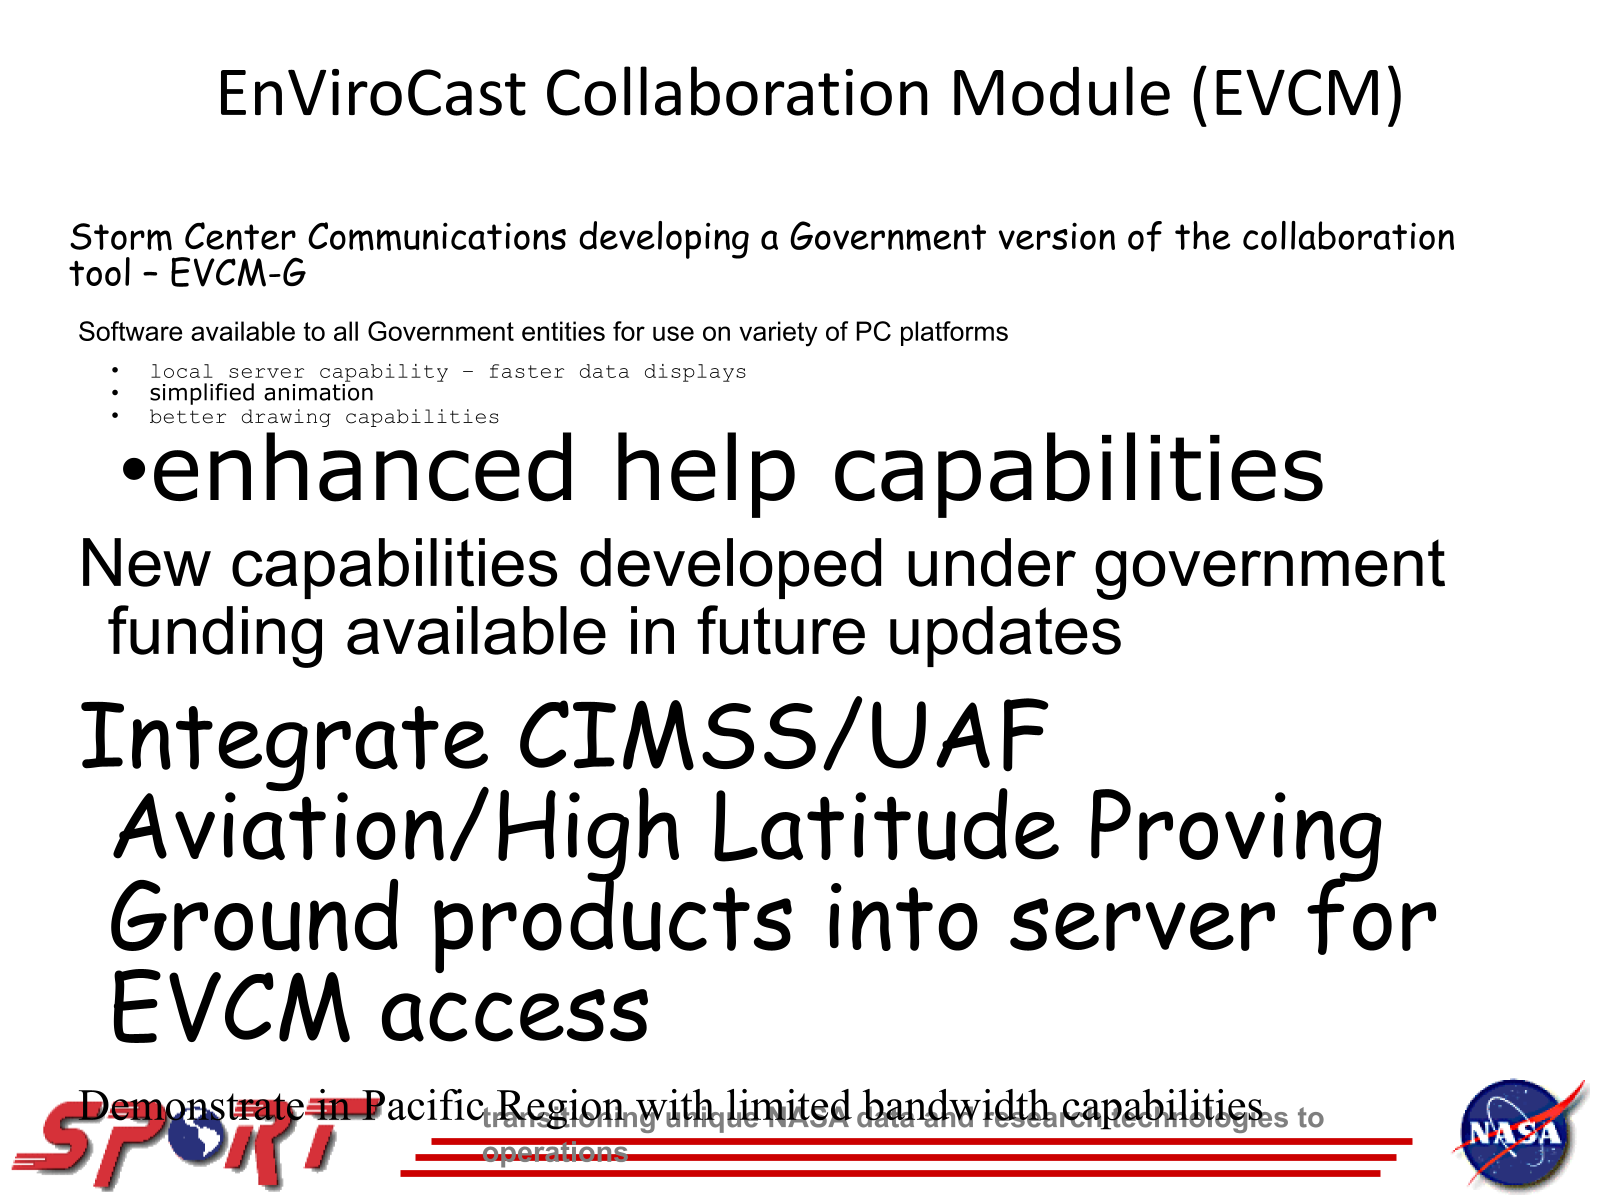 EnViroCast Collaboration Module (EVCM)
Storm Center Communications developing a Government version of the collaboration
tool – EVCM-G
Software available to all Government entities for use on variety of PC platforms
• local server capability – faster data displays
• simplified animation
• better drawing capabilities
•enhanced help capabilities
New capabilities developed under government
funding available in future updates
Integrate CIMSS/UAF
Aviation/High Latitude Proving
Ground products into server for
EVCM access
Demonstrate in Pacific Region with limited bandwidth capabilities
transitioning unique NASA data and research technologies to
operations
SPoRT
NASA